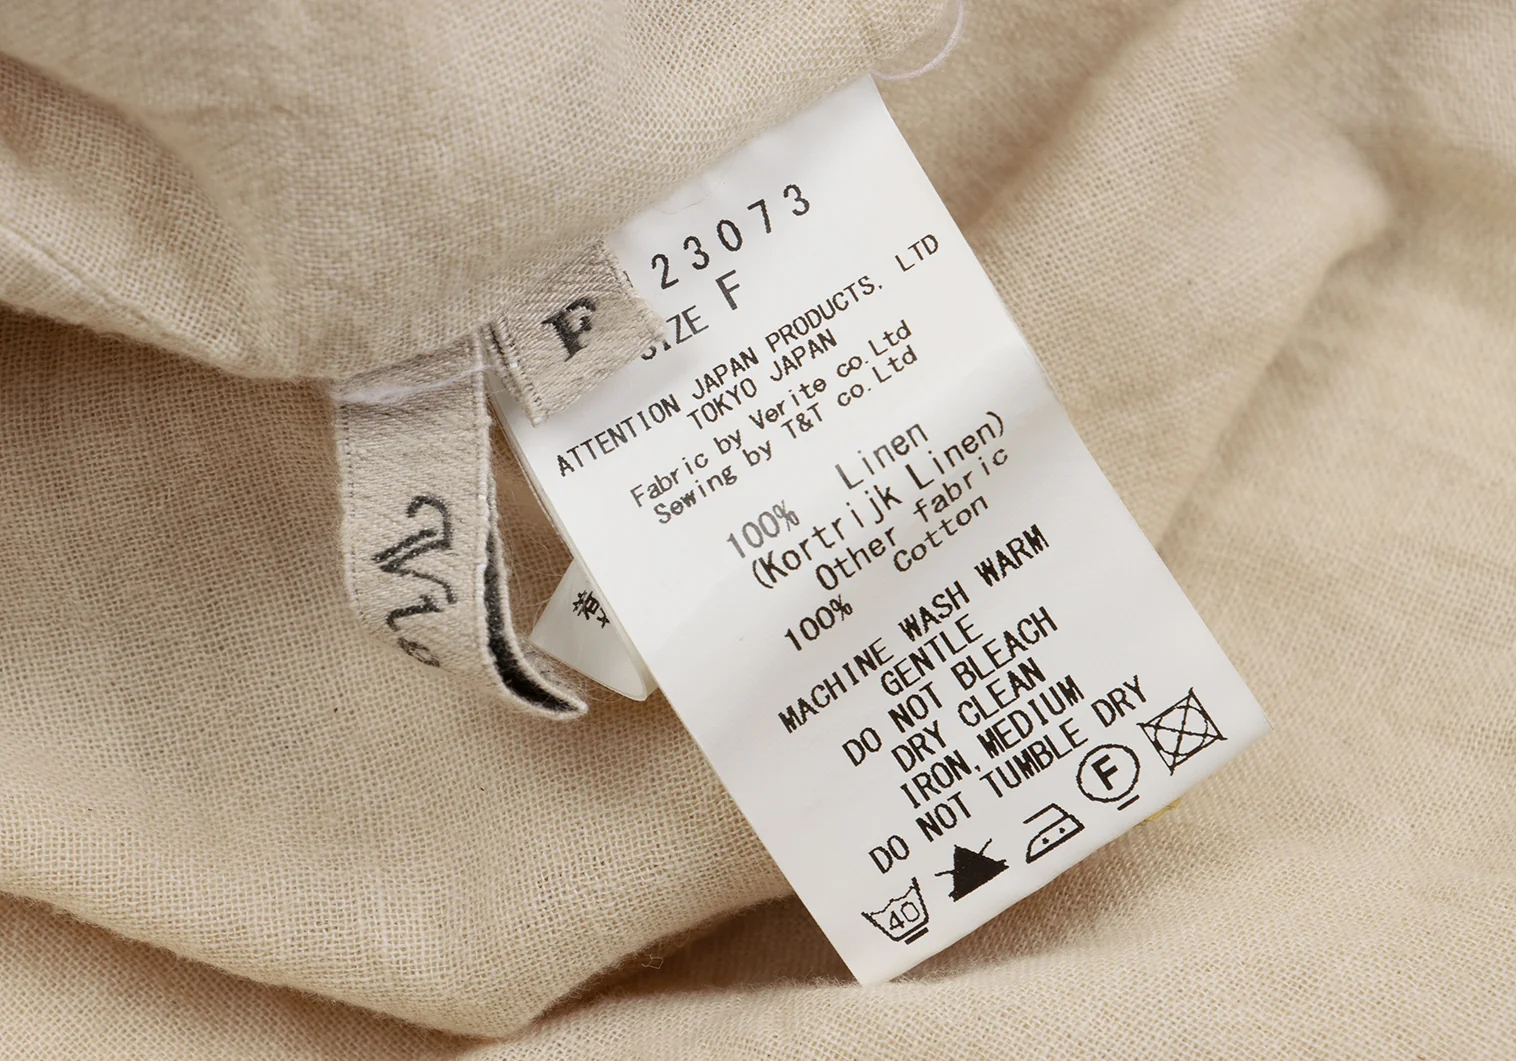 23073
SIZE F
F
ATTENTION JAPAN PRODUCTS. LTD
TOKYO JAPAN
Fabric by Verite co.Ltd
Sewing by T&T co.Ltd
100% Linen
(Kortrijk Linen)
Other fabric
100% Cotton
MACHINE WASH WARM
GENTLE
DO NOT BLEACH
DRY CLEAN
IRON, MEDIUM
DO NOT TUMBLE DRY
40
F